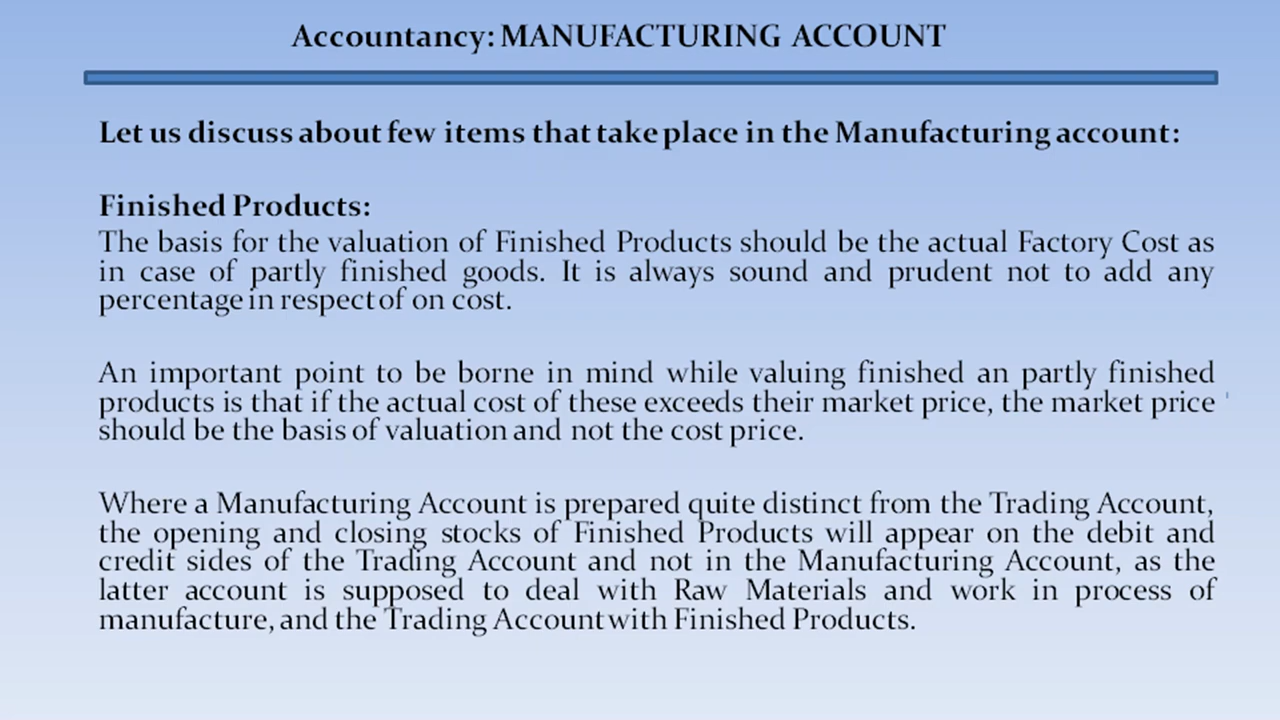 Accountancy: MANUFACTURING ACCOUNT
Let us discuss about few items that take place in the Manufacturing account:
Finished Products:
The basis for the valuation of Finished Products should be the actual Factory Cost as
in case of partly finished goods. It is always sound and prudent not to add any
percentage in respect of on cost.
An important point to be borne in mind while valuing finished an partly finished
products is that if the actual cost of these exceeds their market price, the market price
should be the basis of valuation and not the cost price.
Where a Manufacturing Account is prepared quite distinct from the Trading Account,
the opening and closing stocks of Finished Products will appear on the debit and
credit sides of the Trading Account and not in the Manufacturing Account, as the
latter account is supposed to deal with Raw Materials and work in process of
manufacture, and the Trading Account with Finished Products.